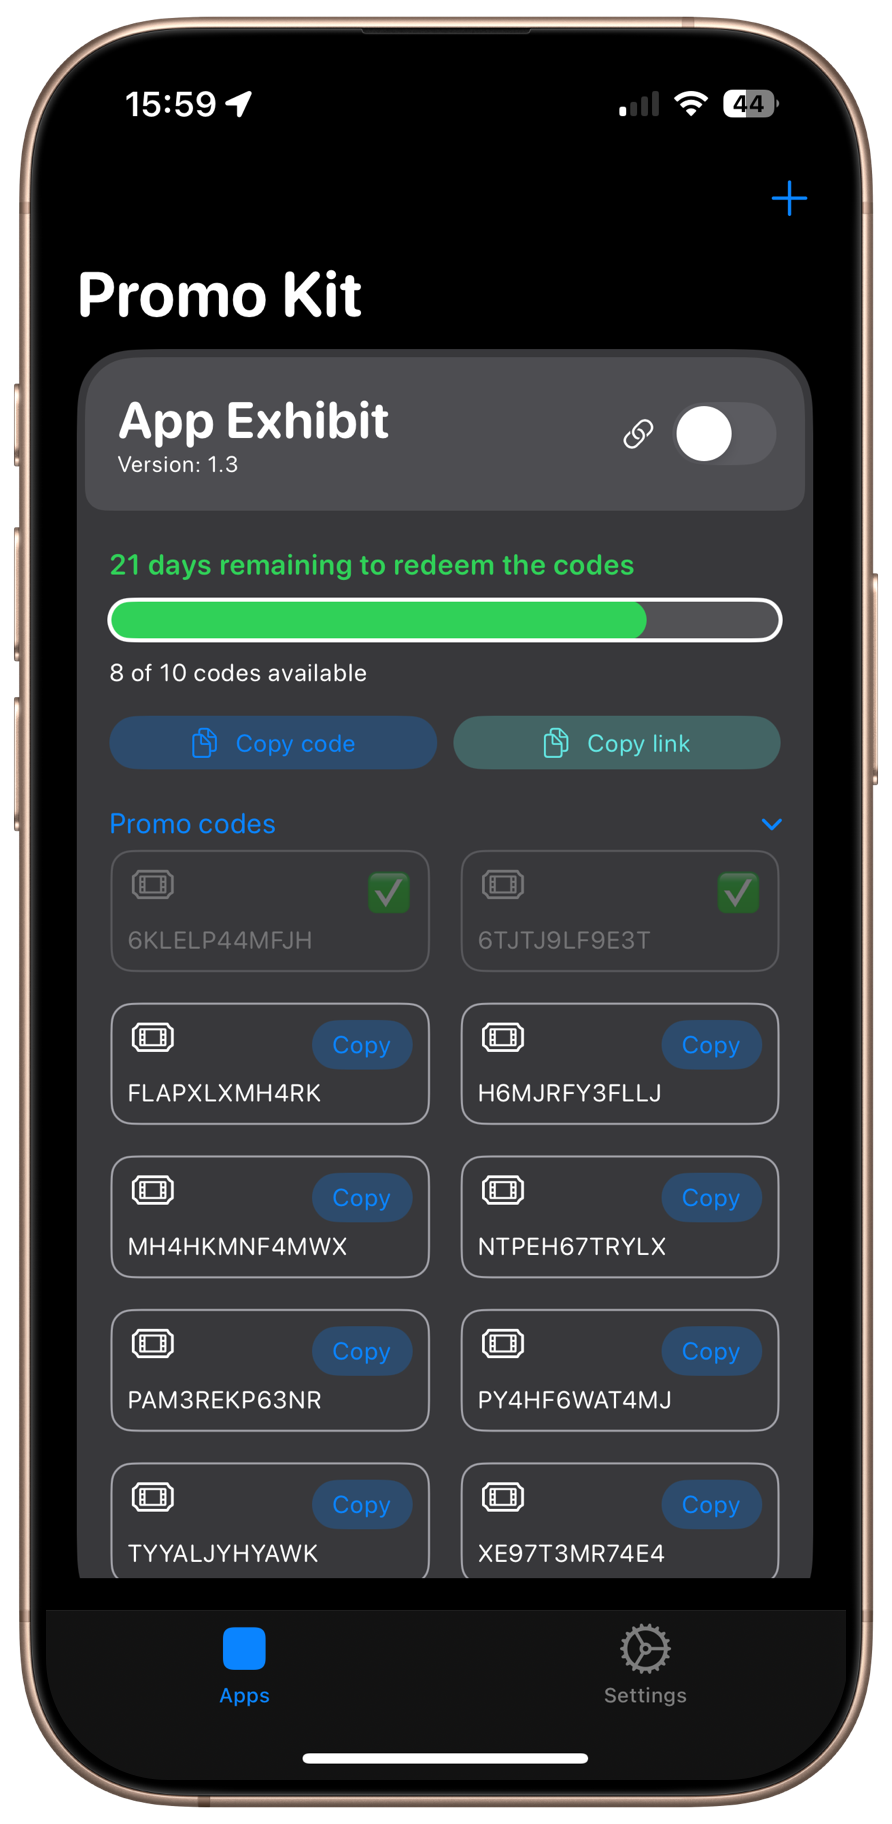 15:59
44
Promo Kit
App Exhibit
Version: 1.3
21 days remaining to redeem the codes
8 of 10 codes available
Copy code
Copy link
Promo codes
6KLELP44MFJH
6TJTJ9LF9E3T
Copy
Copy
FLAPXLXMH4RK
H6MJRFY3FLLJ
Copy
Copy
MH4HKMNF4MWX
NTPEH67TRYLX
Copy
Copy
PAM3REKP63NR
PY4HF6WAT4MJ
Copy
Copy
TYYALJYHYAWK
XE97T3MR74E4
Apps
Settings